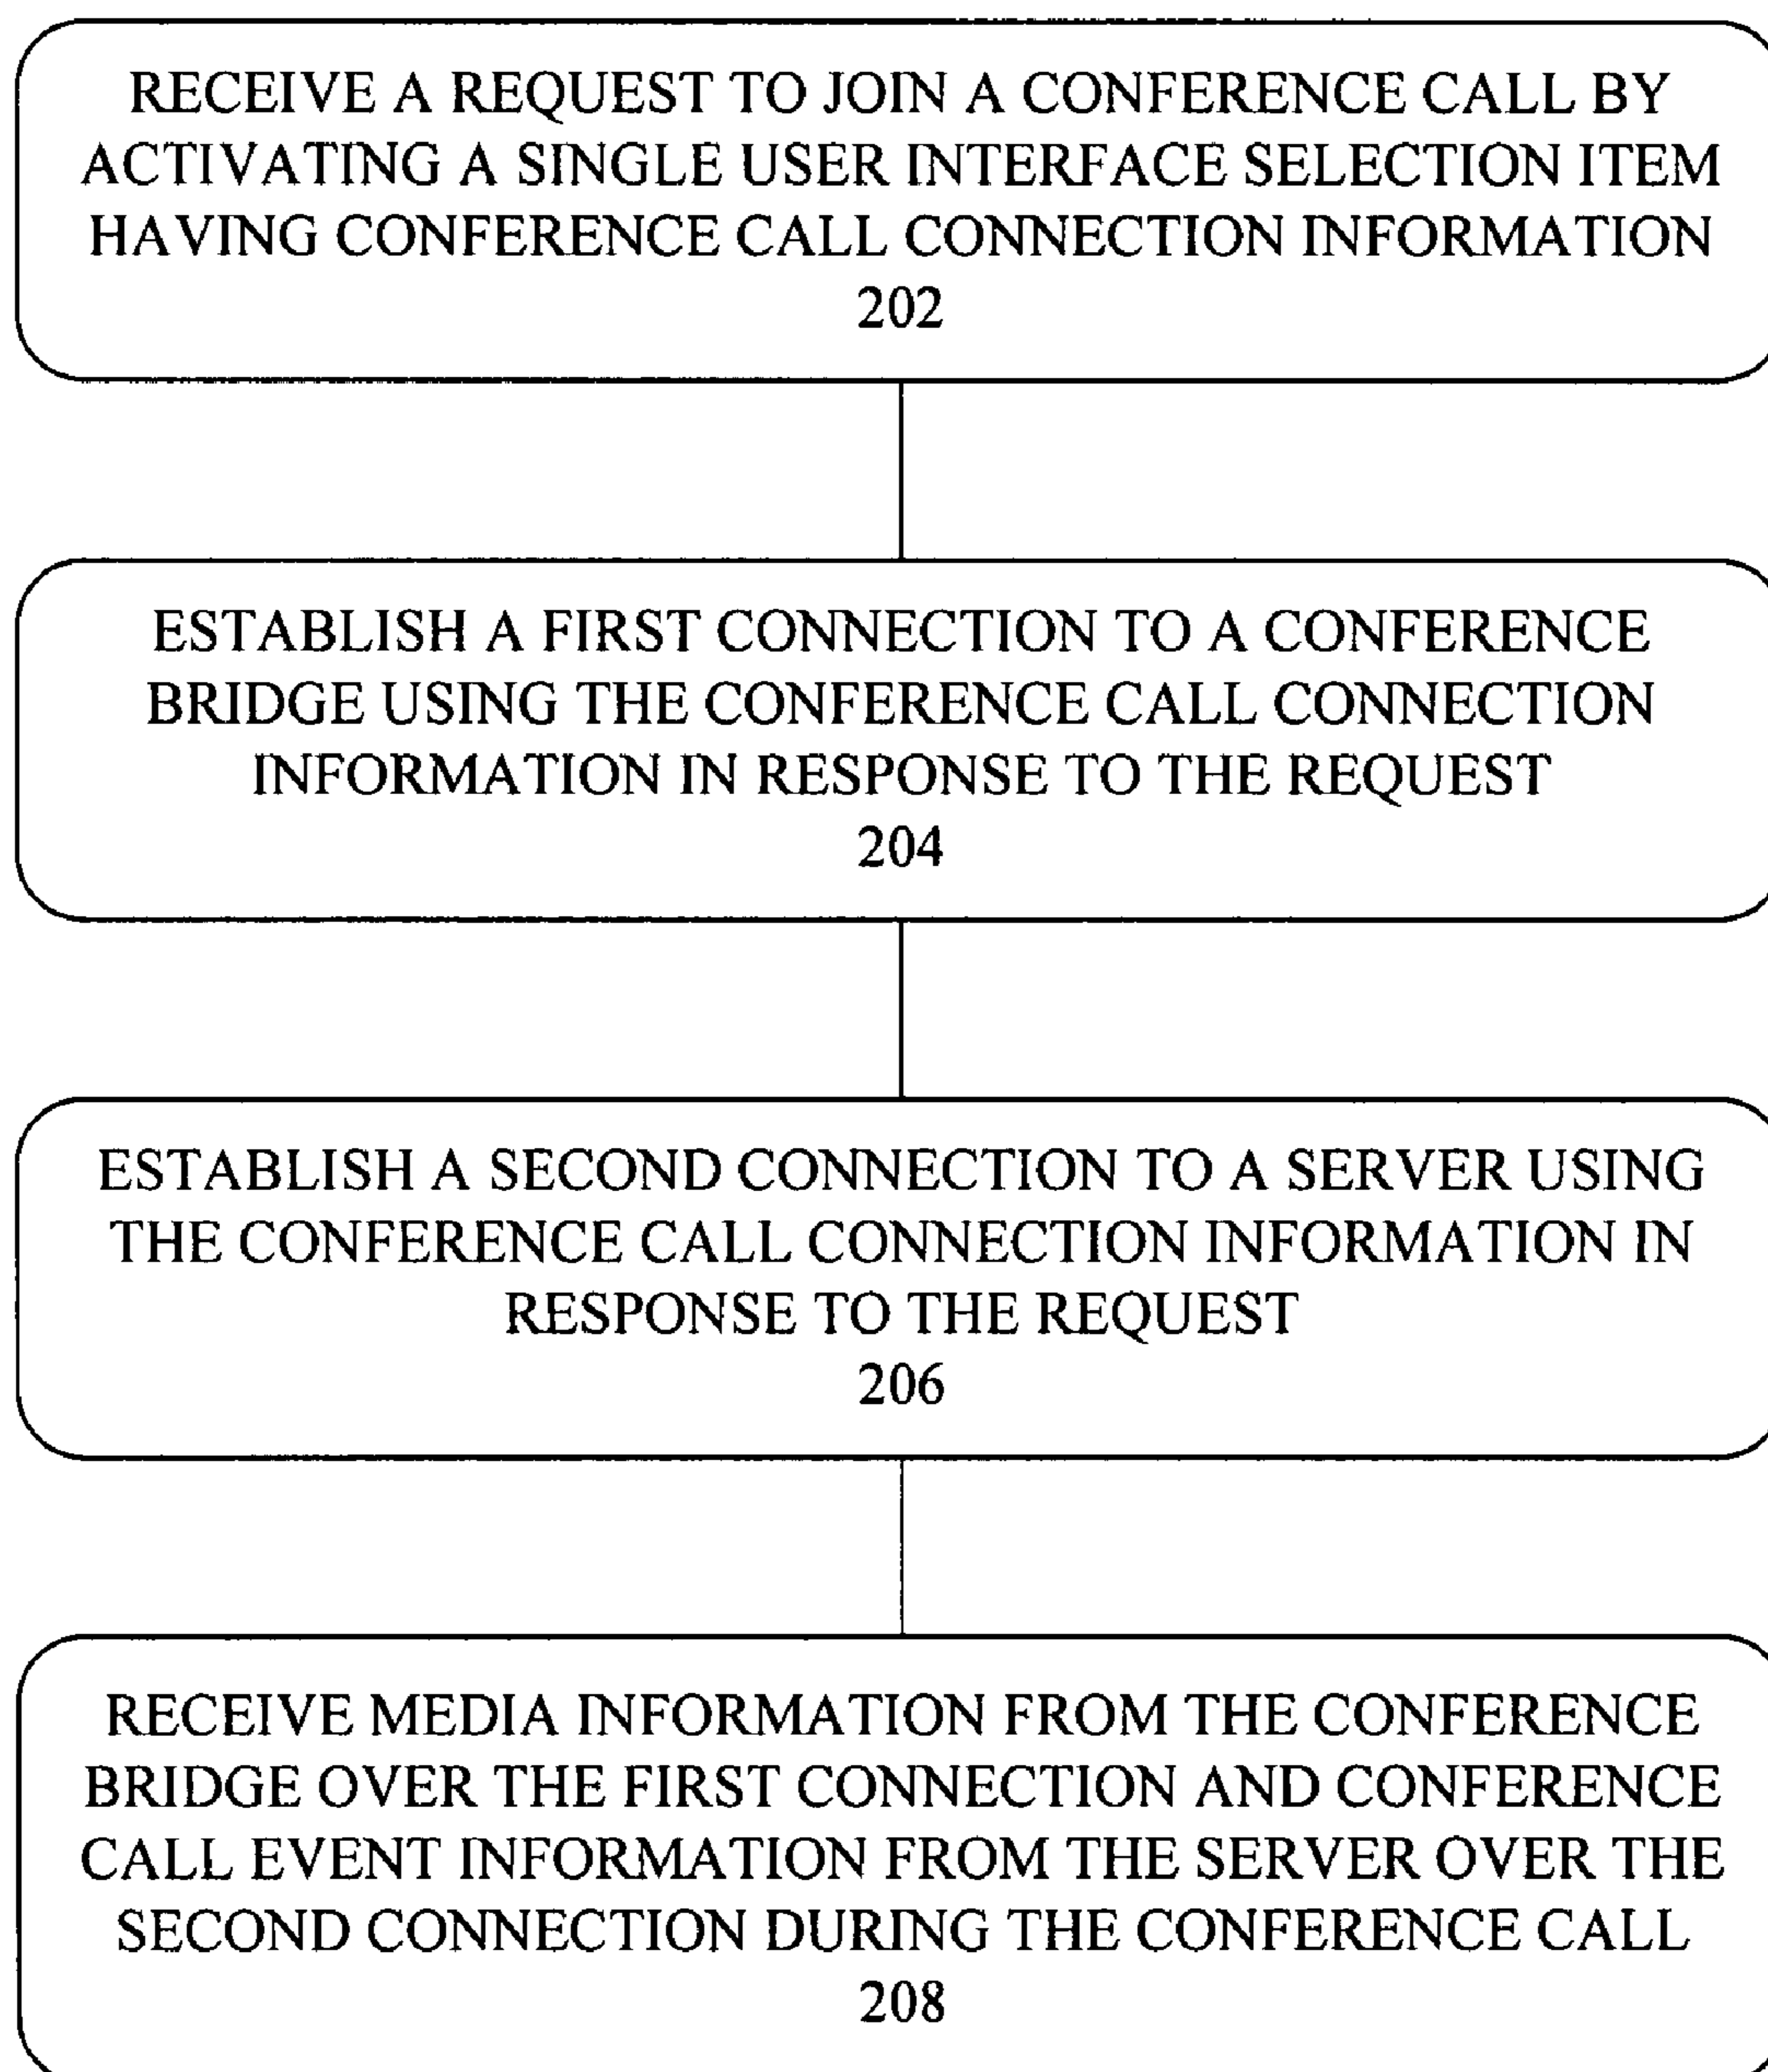 RECEIVE A REQUEST TO JOIN A CONFERENCE CALL BY
ACTIVATING A SINGLE USER INTERFACE SELECTION ITEM
HAVING CONFERENCE CALL CONNECTION INFORMATION
202
ESTABLISH A FIRST CONNECTION TO A CONFERENCE
BRIDGE USING THE CONFERENCE CALL CONNECTION
INFORMATION IN RESPONSE TO THE REQUEST
204
ESTABLISH A SECOND CONNECTION TO A SERVER USING
THE CONFERENCE CALL CONNECTION INFORMATION IN
RESPONSE TO THE REQUEST
206
RECEIVE MEDIA INFORMATION FROM THE CONFERENCE
BRIDGE OVER THE FIRST CONNECTION AND CONFERENCE
CALL EVENT INFORMATION FROM THE SERVER OVER THE
SECOND CONNECTION DURING THE CONFERENCE CALL
208